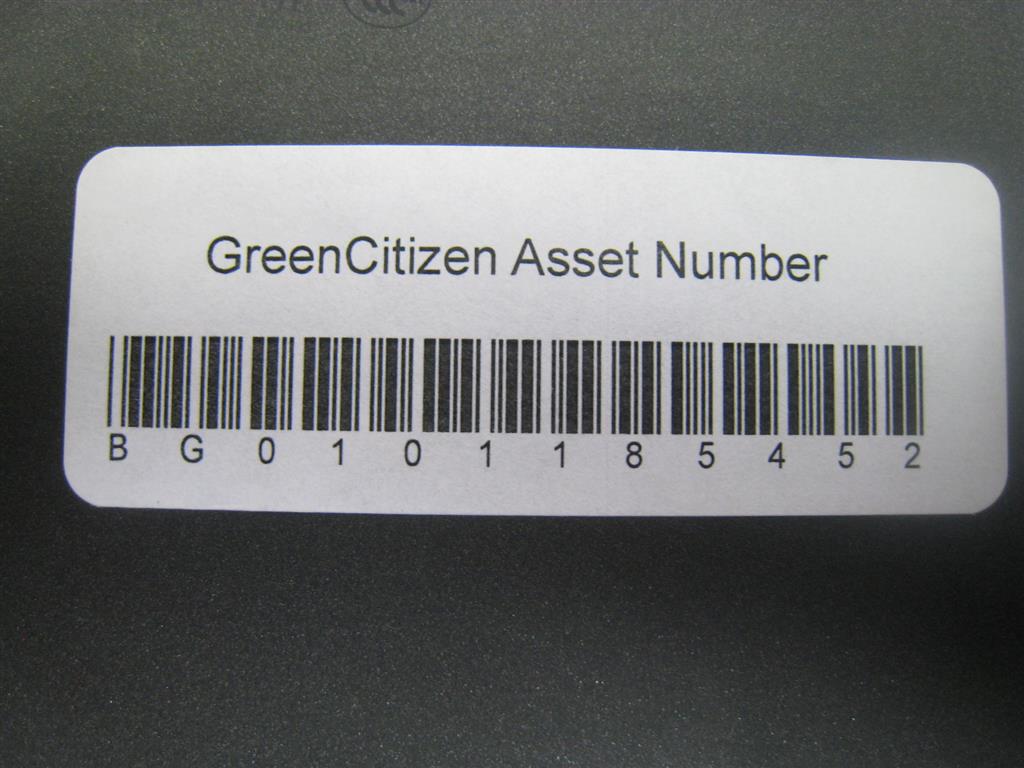 GreenCitizen Asset Number
B G 0 1 0 1 1 8 5 4 5 2